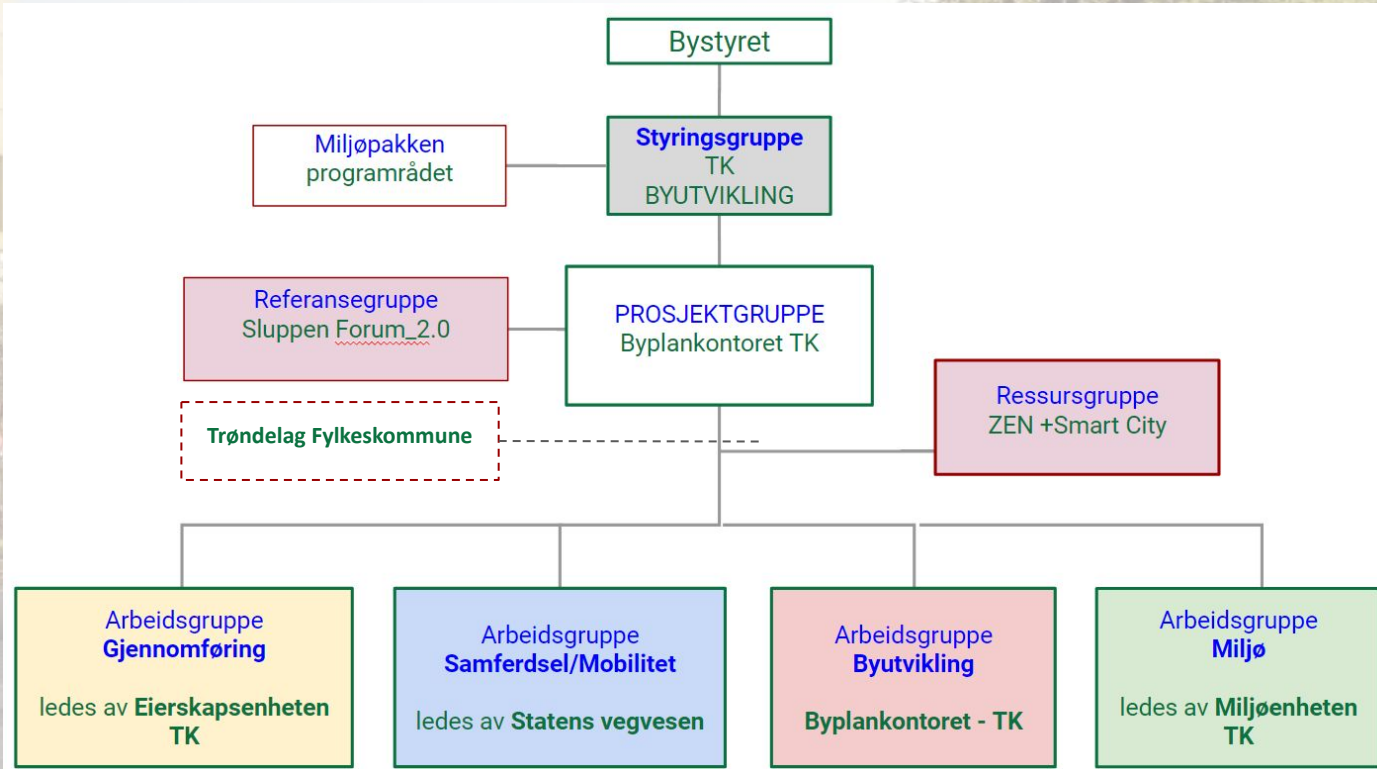 Bystyret
Miljøpakken
programrådet
Styringsgruppe
TK
BYUTVIKLING
Referansegruppe
Sluppen Forum_2.0
PROSJEKTGRUPPE
Byplankontoret TK
Trøndelag Fylkeskommune
Ressursgruppe
ZEN +Smart City
Arbeidsgruppe
Gjennomføring
ledes av Eierskapsenheten
TK
Arbeidsgruppe
Samferdsel/Mobilitet
ledes av Statens vegvesen
Arbeidsgruppe
Byutvikling
Byplankontoret - TK
Arbeidsgruppe
Miljø
ledes av Miljøenheten
TK